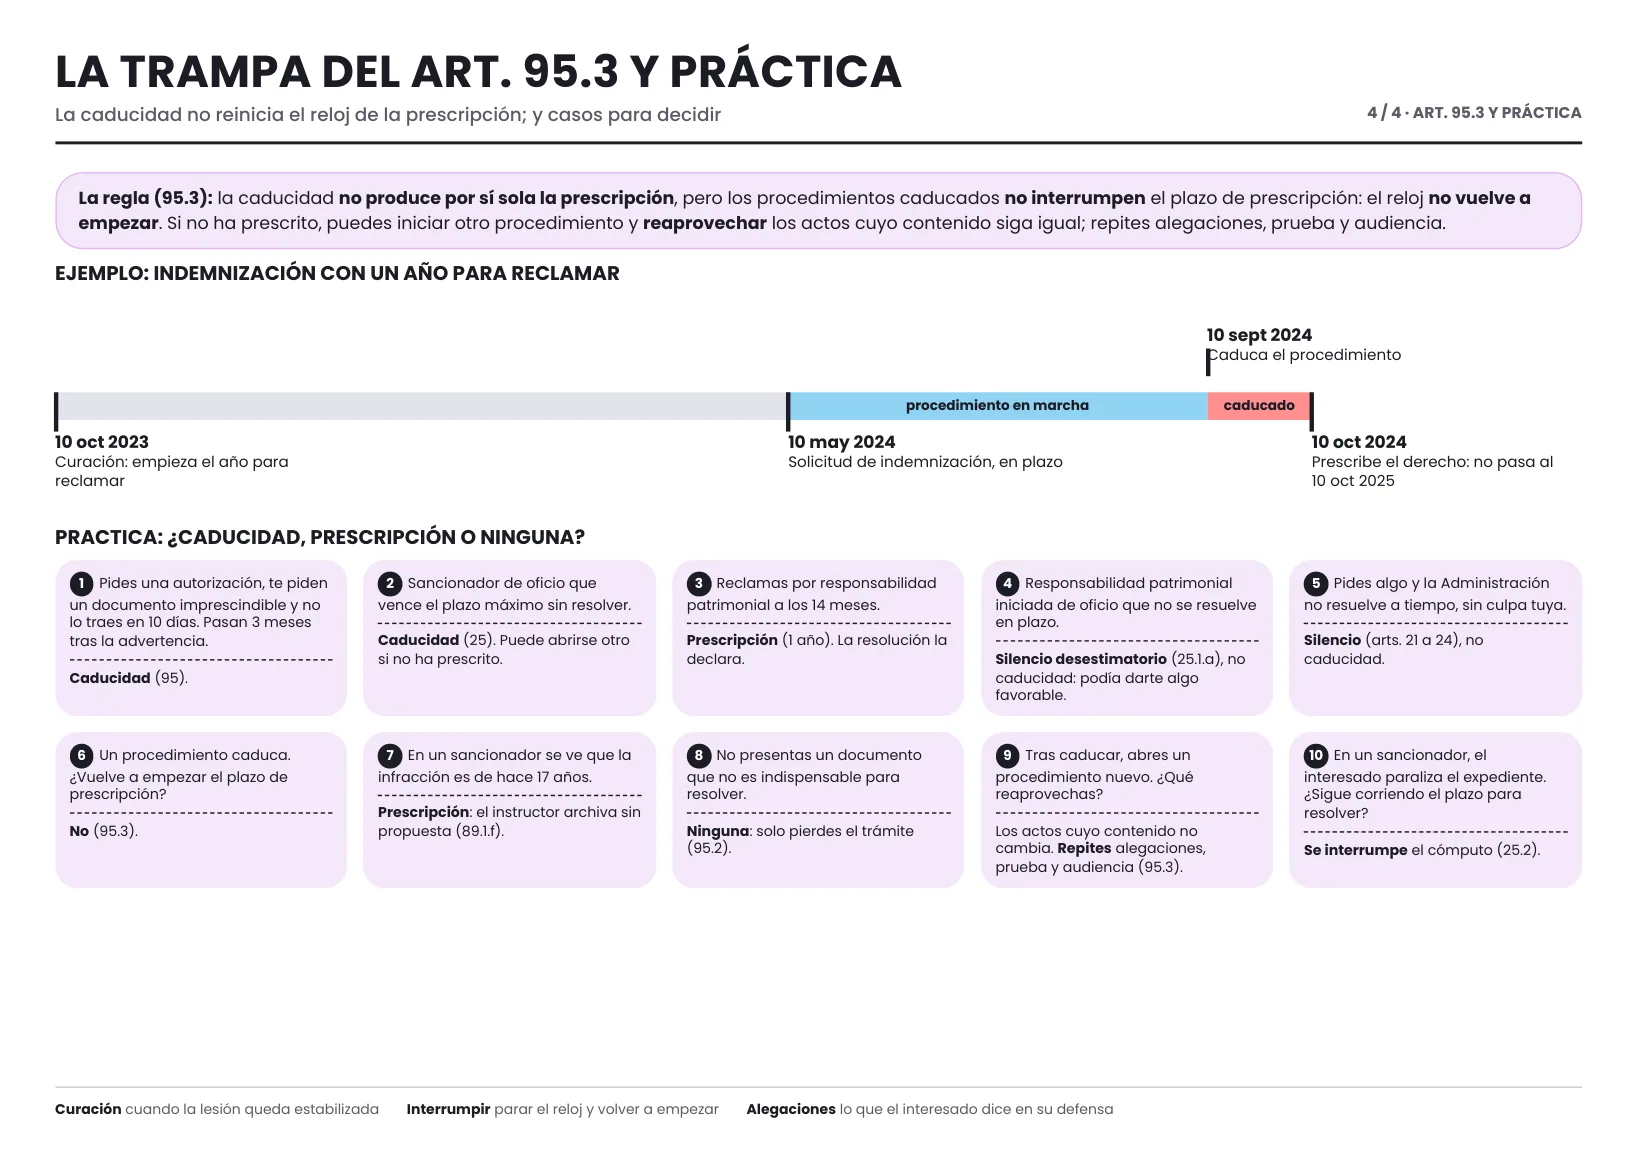 LA TRAMPA DEL ART. 95.3 Y PRÁCTICA
La caducidad no reinicia el reloj de la prescripción; y casos para decidir
4 / 4 · ART. 95.3 Y PRÁCTICA
La regla (95.3): la caducidad no produce por sí sola la prescripción, pero los procedimientos caducados no interrumpen el plazo de prescripción: el reloj no vuelve a
empezar. Si no ha prescrito, puedes iniciar otro procedimiento y reaprovechar los actos cuyo contenido siga igual; repites alegaciones, prueba y audiencia.
EJEMPLO: INDEMNIZACIÓN CON UN AÑO PARA RECLAMAR
10 sept 2024
Caduca el procedimiento
procedimiento en marcha
caducado
10 oct 2023
Curación: empieza el año para
reclamar
10 may 2024
Solicitud de indemnización, en plazo
10 oct 2024
Prescribe el derecho: no pasa al
10 oct 2025
PRACTICA: ¿CADUCIDAD, PRESCRIPCIÓN O NINGUNA?
1 Pides una autorización, te piden
un documento imprescindible y no
lo traes en 10 días. Pasan 3 meses
tras la advertencia.
Caducidad (95).
2 Sancionador de oficio que
vence el plazo máximo sin resolver.
Caducidad (25). Puede abrirse otro
si no ha prescrito.
3 Reclamas por responsabilidad
patrimonial a los 14 meses.
Prescripción (1 año). La resolución la
declara.
4 Responsabilidad patrimonial
iniciada de oficio que no se resuelve
en plazo.
Silencio desestimatorio (25.1.a), no
caducidad: podía darte algo
favorable.
5 Pides algo y la Administración
no resuelve a tiempo, sin culpa tuya.
Silencio (arts. 21 a 24), no
caducidad.
6 Un procedimiento caduca.
¿Vuelve a empezar el plazo de
prescripción?
No (95.3).
7 En un sancionador se ve que la
infracción es de hace 17 años.
Prescripción: el instructor archiva sin
propuesta (89.1.f).
8 No presentas un documento
que no es indispensable para
resolver.
Ninguna: solo pierdes el trámite
(95.2).
9 Tras caducar, abres un
procedimiento nuevo. ¿Qué
reaprovechas?
Los actos cuyo contenido no
cambia. Repites alegaciones,
prueba y audiencia (95.3).
10 En un sancionador, el
interesado paraliza el expediente.
¿Sigue corriendo el plazo para
resolver?
Se interrumpe el cómputo (25.2).
Curación cuando la lesión queda estabilizada Interrumpir parar el reloj y volver a empezar Alegaciones lo que el interesado dice en su defensa